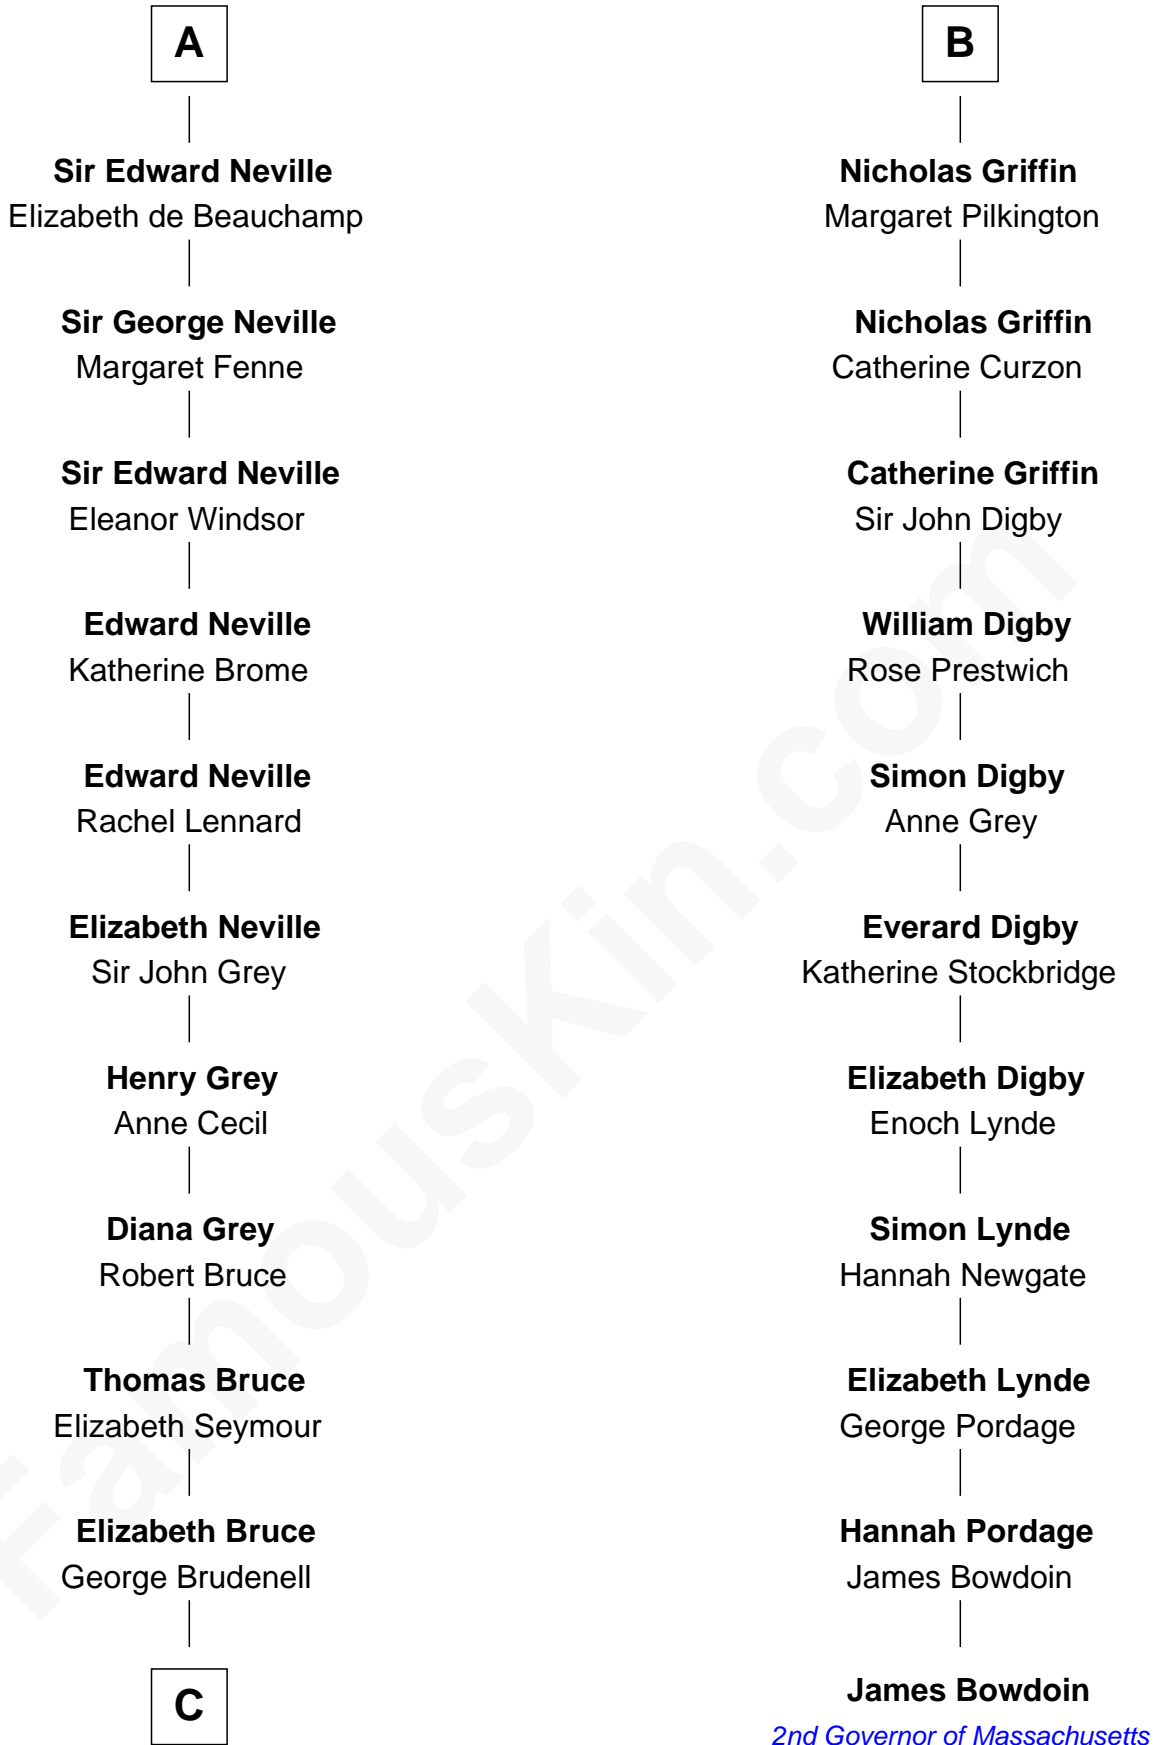 A
Sir Edward Neville
Elizabeth de Beauchamp
Sir George Neville
Margaret Fenne
Sir Edward Neville
Eleanor Windsor
Edward Neville
Katherine Brome
Edward Neville
Rachel Lennard
Elizabeth Neville
Sir John Grey
Henry Grey
Anne Cecil
Diana Grey
Robert Bruce
Thomas Bruce
Elizabeth Seymour
Elizabeth Bruce
George Brudenell
C
B
Nicholas Griffin
Margaret Pilkington
Nicholas Griffin
Catherine Curzon
Catherine Griffin
Sir John Digby
William Digby
Rose Prestwich
Simon Digby
Anne Grey
Everard Digby
Katherine Stockbridge
Elizabeth Digby
Enoch Lynde
Simon Lynde
Hannah Newgate
Elizabeth Lynde
George Pordage
Hannah Pordage
James Bowdoin
James Bowdoin
2nd Governor of Massachusetts
FamousKin.com